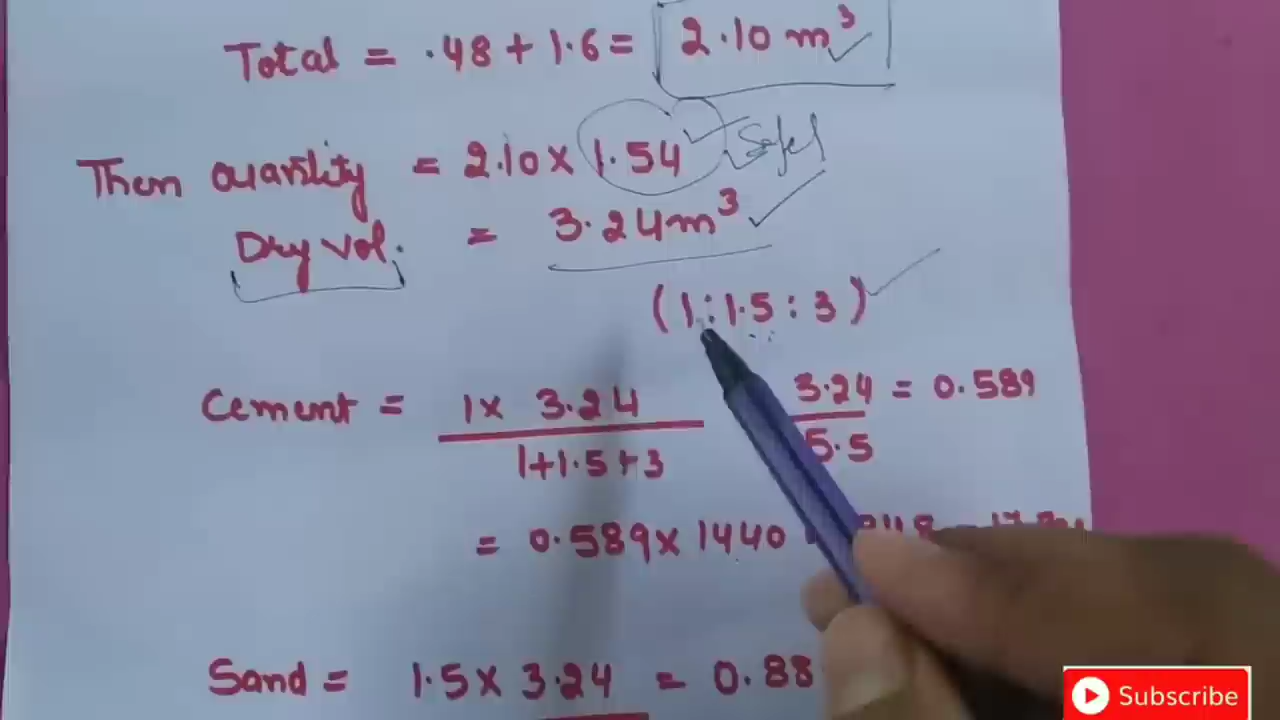 Total = .48 + 1.6 = 2.10 m³
Then quantity = 2.10 × 1.54
Dry vol. = 3.24 m³
(1 : 1.5 : 3)
Cement = 1 × 3.24 / 1+1.5+3 3.24 / 5.5 = 0.589
= 0.589 × 1440
Sand = 1.5 × 3.24 = 0.88
Subscribe